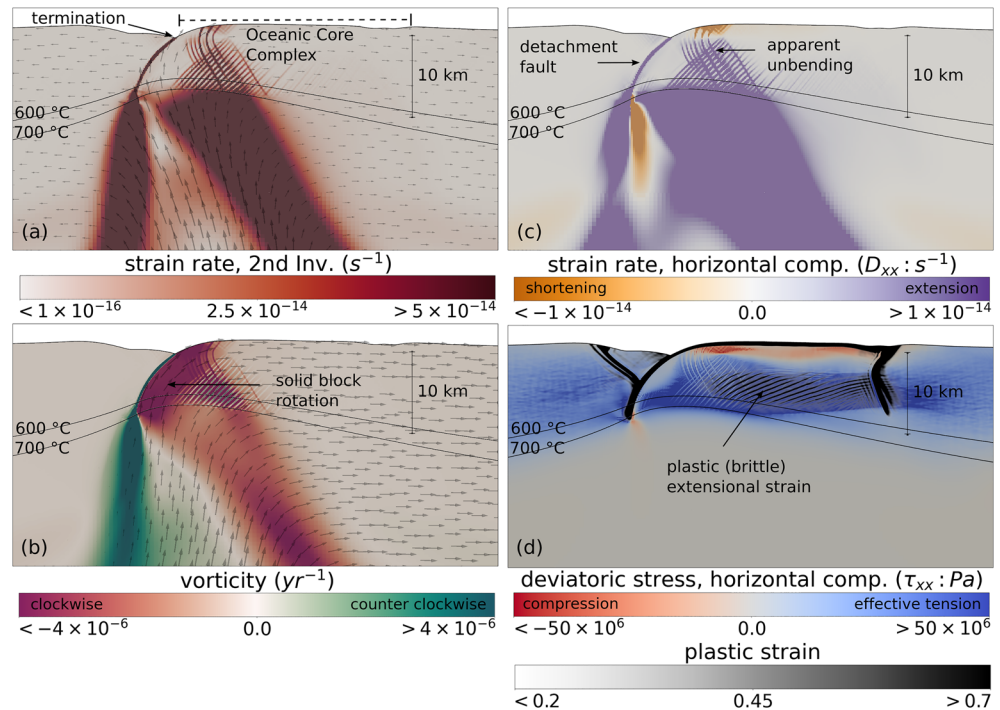 termination
Oceanic Core
Complex
10 km
600 °C
700 °C
(a)
strain rate, 2nd Inv. (s⁻¹)
< 1 × 10⁻¹⁶
2.5 × 10⁻¹⁴
> 5 × 10⁻¹⁴
detachment
fault
apparent
unbending
10 km
600 °C
700 °C
(c)
strain rate, horizontal comp. (Dₓₓ : s⁻¹)
shortening
extension
< −1 × 10⁻¹⁴
0.0
> 1 × 10⁻¹⁴
solid block
rotation
10 km
600 °C
700 °C
(b)
vorticity (yr⁻¹)
clockwise
counter clockwise
< −4 × 10⁻⁶
0.0
> 4 × 10⁻⁶
10 km
600 °C
700 °C
plastic (brittle)
extensional strain
(d)
deviatoric stress, horizontal comp. (τₓₓ : Pa)
compression
effective tension
< −50 × 10⁶
0.0
> 50 × 10⁶
plastic strain
< 0.2
0.45
> 0.7